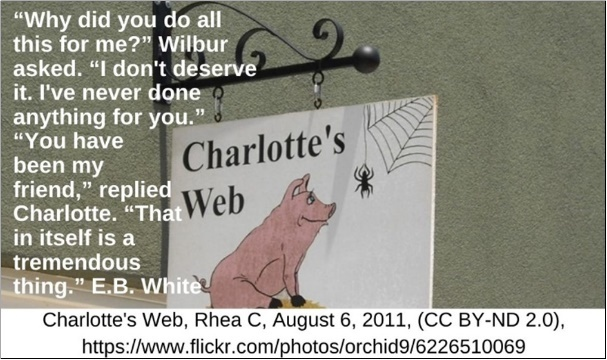 “Why did you do all
this for me?” Wilbur
asked. “I don't deserve
it. I've never done
anything for you.”
“You have
been my
friend,” replied
Charlotte. “That
in itself is a
tremendous
thing.” E.B. White
Charlotte's
Web
Charlotte's Web, Rhea C, August 6, 2011, (CC BY-ND 2.0),
https://www.flickr.com/photos/orchid9/6226510069